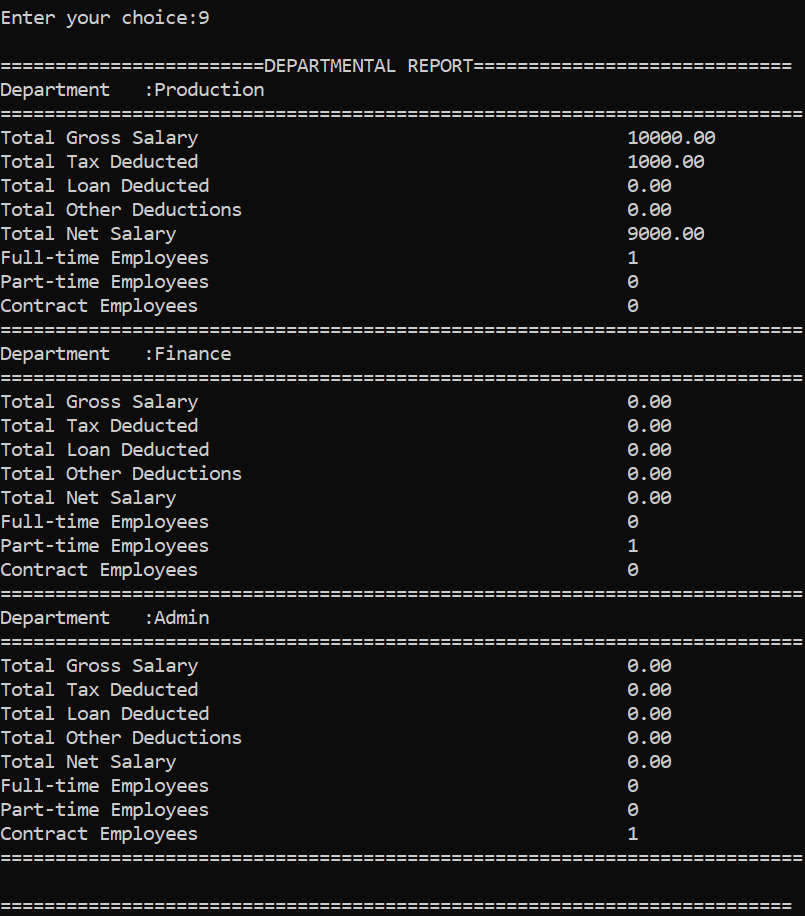 Enter your choice:9
========================DEPARTMENTAL REPORT=============================
Department   :Production
=========================================================================
Total Gross Salary                                       10000.00
Total Tax Deducted                                       1000.00
Total Loan Deducted                                      0.00
Total Other Deductions                                   0.00
Total Net Salary                                         9000.00
Full-time Employees                                      1
Part-time Employees                                      0
Contract Employees                                       0
=========================================================================
Department   :Finance
=========================================================================
Total Gross Salary                                       0.00
Total Tax Deducted                                       0.00
Total Loan Deducted                                      0.00
Total Other Deductions                                   0.00
Total Net Salary                                         0.00
Full-time Employees                                      0
Part-time Employees                                      1
Contract Employees                                       0
=========================================================================
Department   :Admin
=========================================================================
Total Gross Salary                                       0.00
Total Tax Deducted                                       0.00
Total Loan Deducted                                      0.00
Total Other Deductions                                   0.00
Total Net Salary                                         0.00
Full-time Employees                                      0
Part-time Employees                                      0
Contract Employees                                       1
=========================================================================
========================================================================